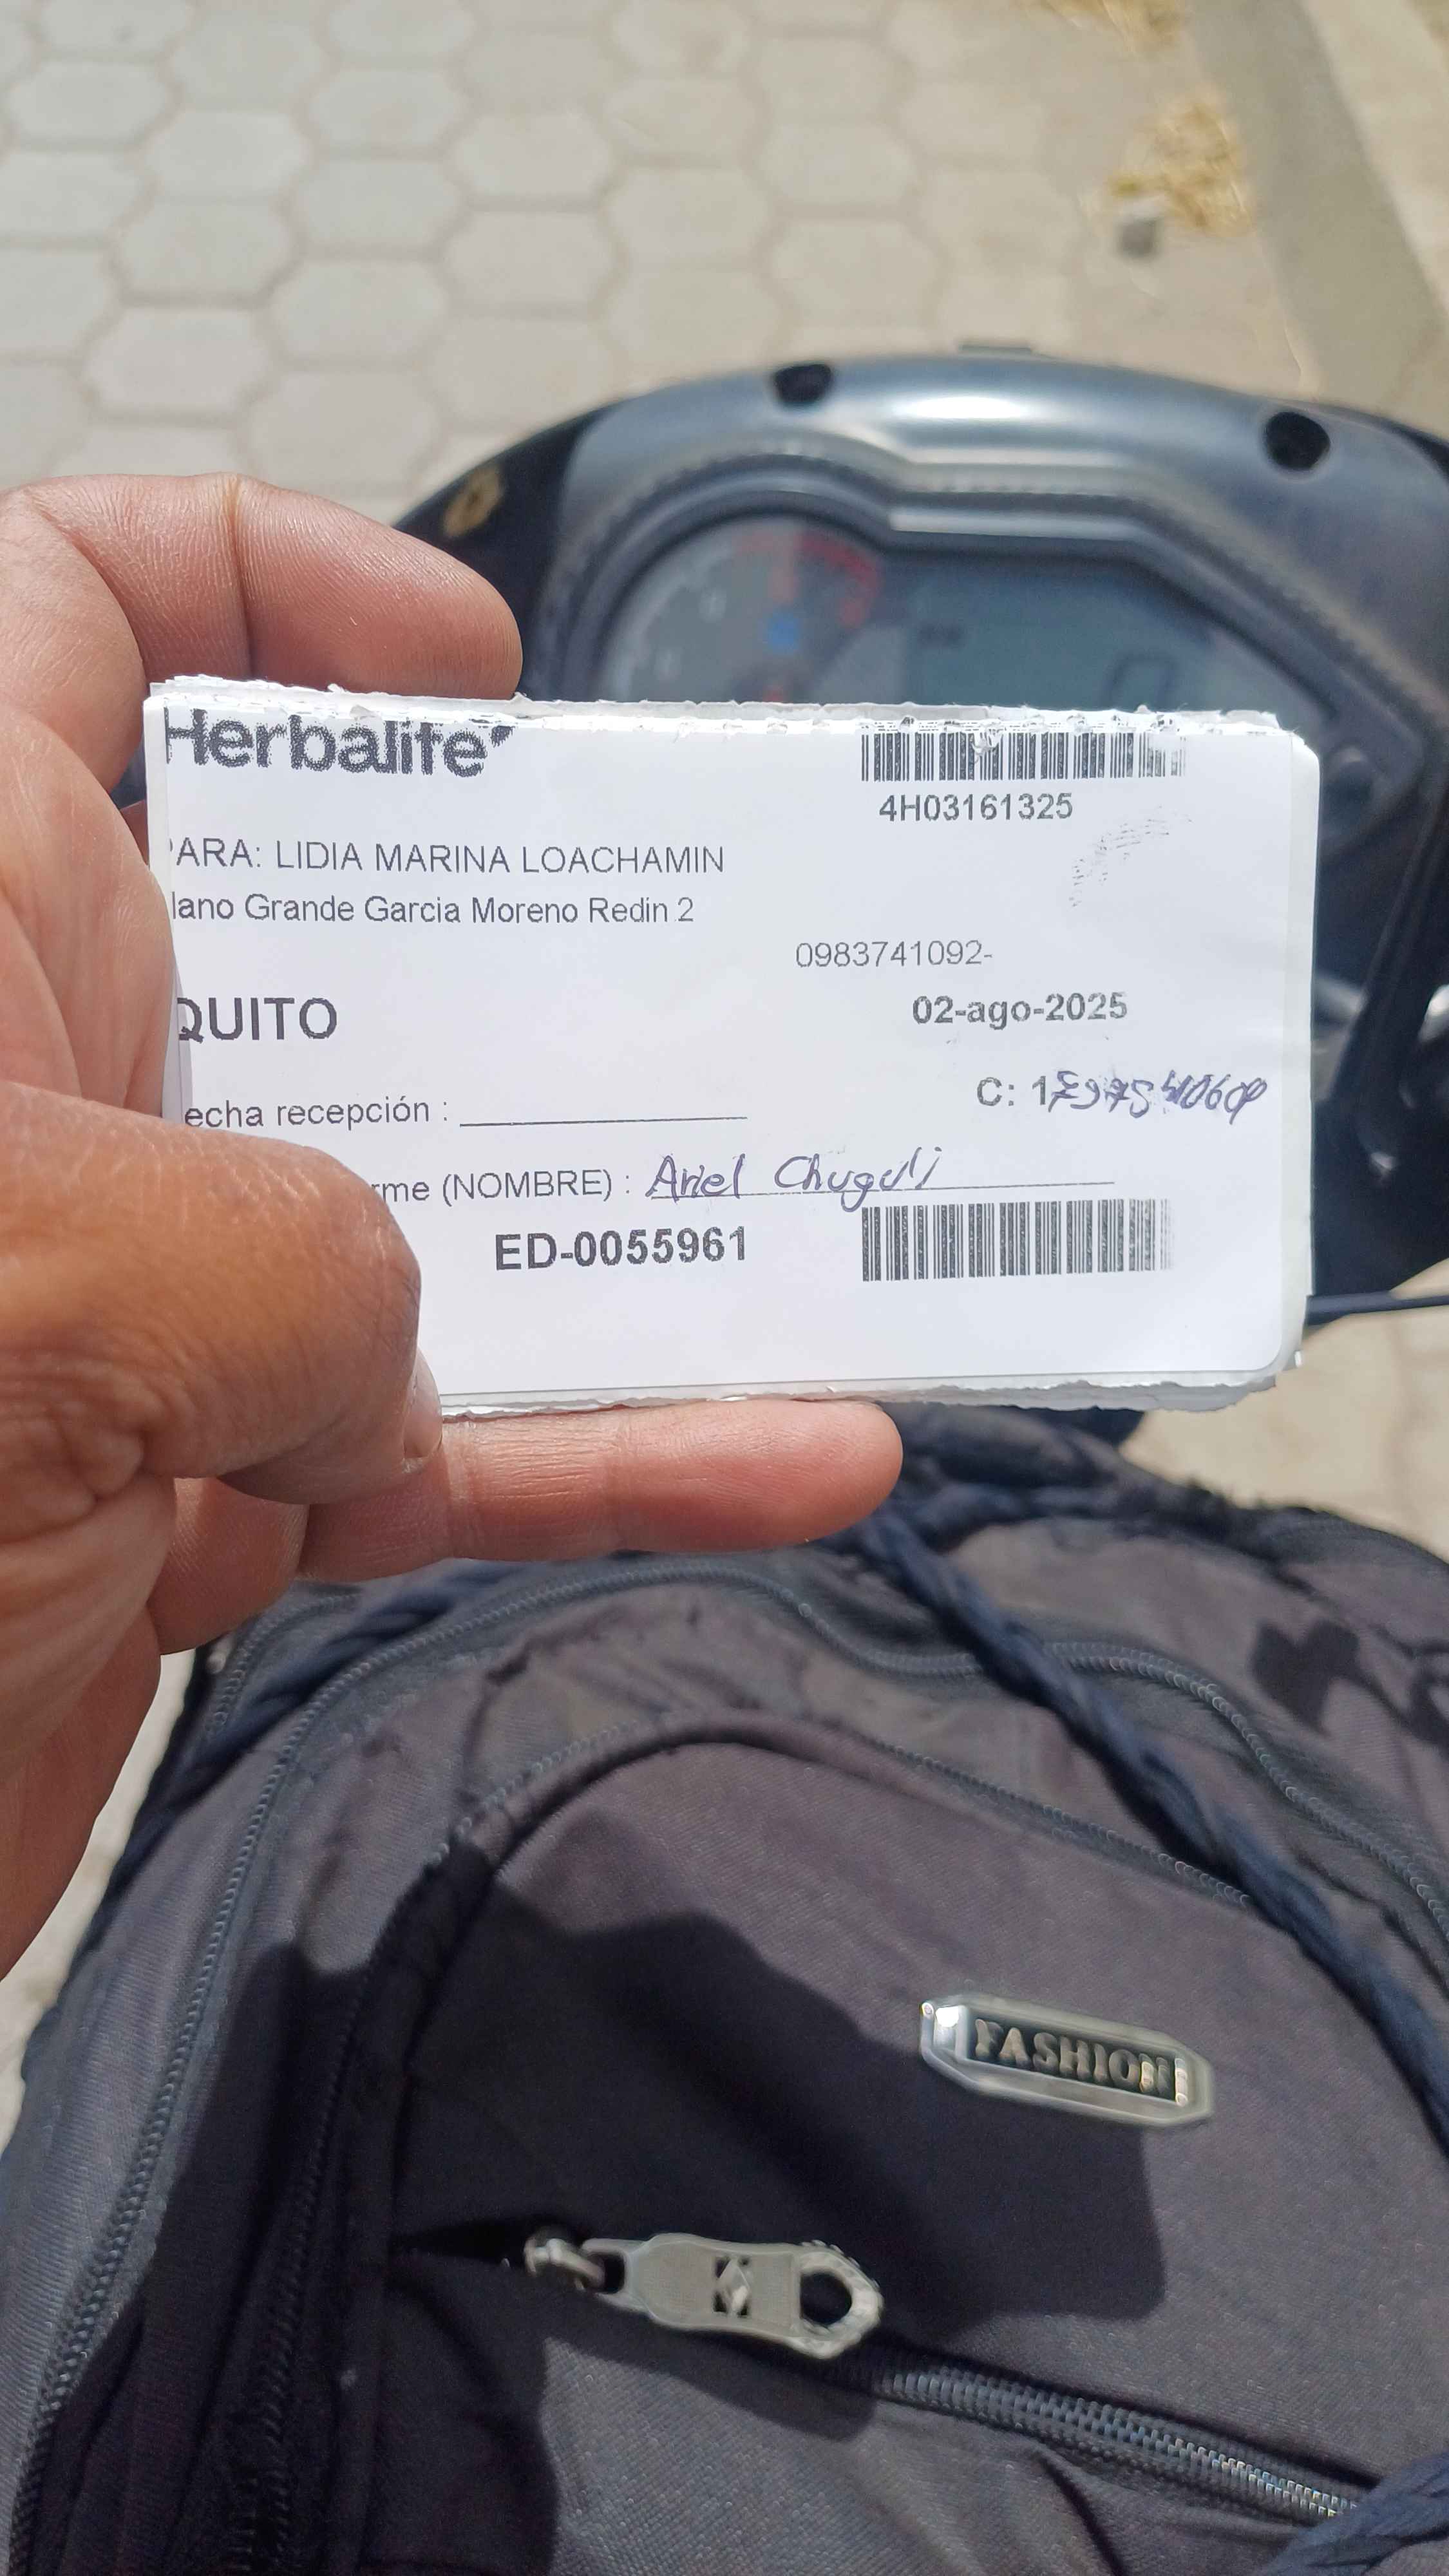 Herbalife
4H03161325
PARA: LIDIA MARINA LOACHAMIN
lano Grande Garcia Moreno Redin 2
0983741092-
QUITO
02-ago-2025
echa recepción :
C:
rme (NOMBRE) : Ariel
ED-0055961
FASHION